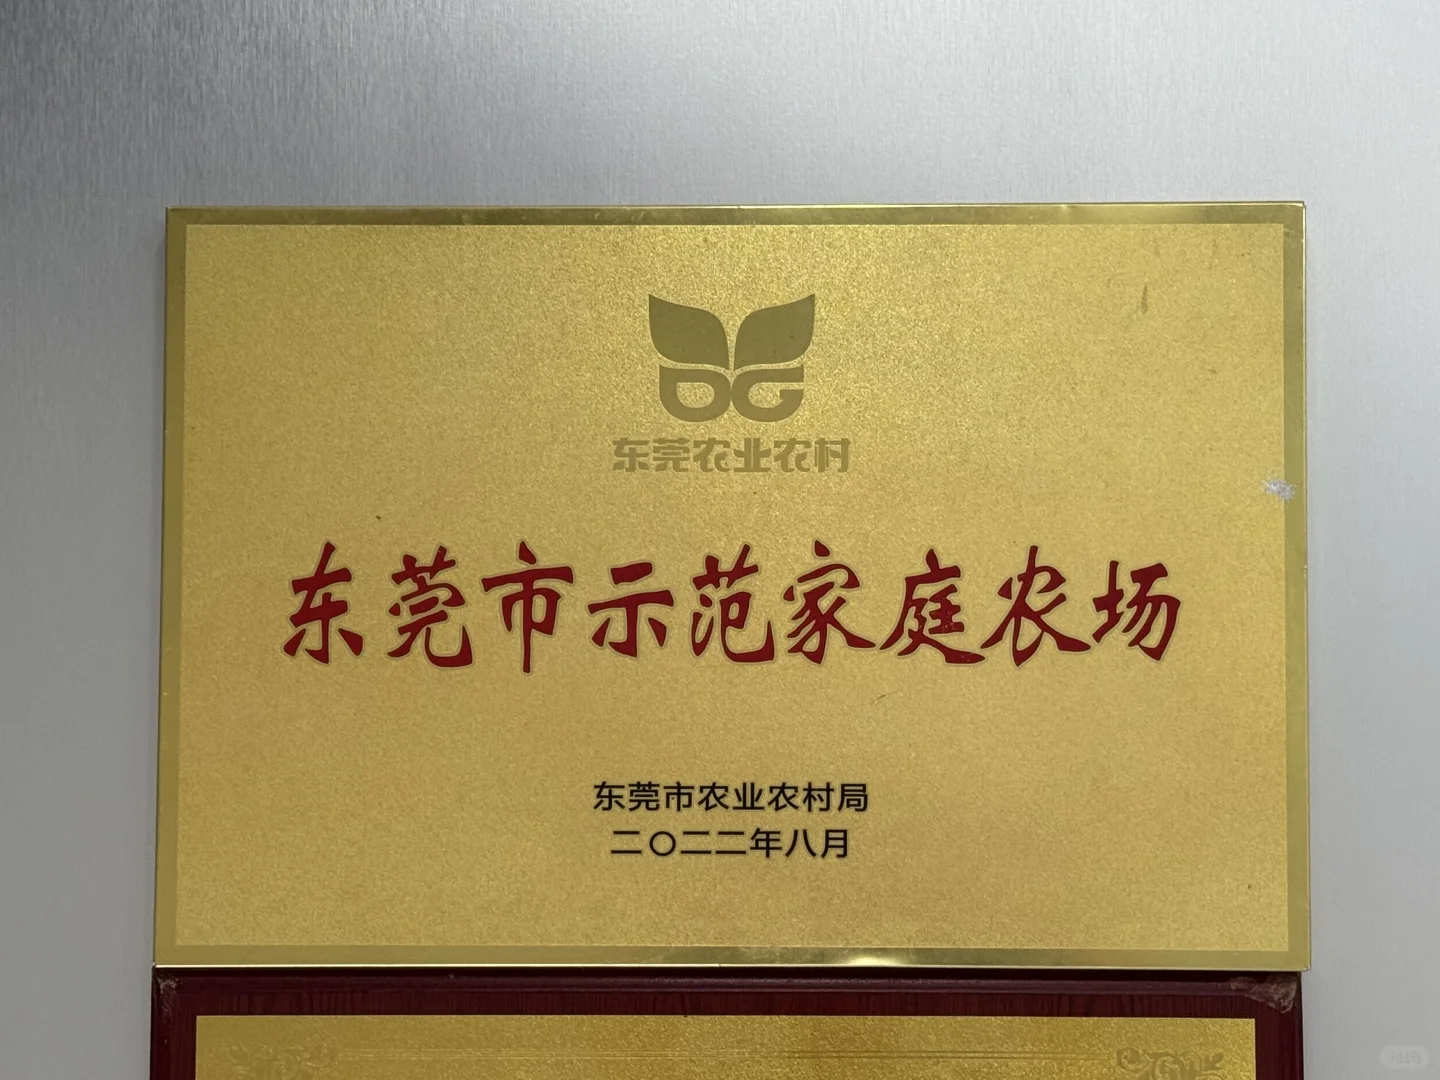 DG
东莞农业农村
东莞市示范家庭农场
东莞市农业农村局
二〇二二年八月